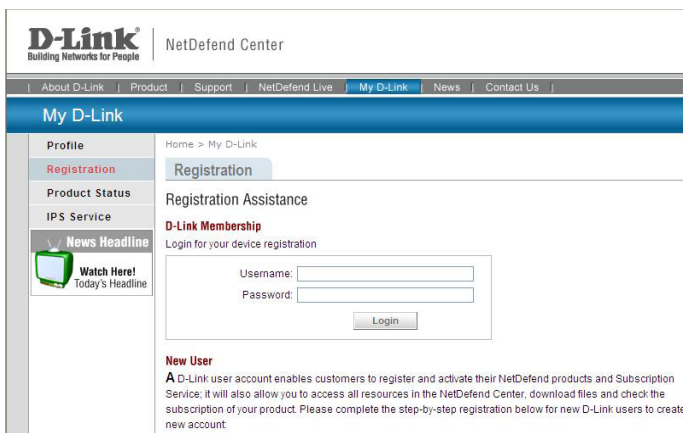 D-Link
Building Networks for People
NetDefend Center
| About D-Link | Product | Support | NetDefend Live | My D-Link | News | Contact Us |
My D-Link
Profile
Registration
Product Status
IPS Service
News Headline
Watch Here!
Today's Headline
Home > My D-Link
Registration
Registration Assistance
D-Link Membership
Login for your device registration
Username:
Password:
Login
New User
A D-Link user account enables customers to register and activate their NetDefend products and Subscription
Service; it will also allow you to access all resources in the NetDefend Center, download files and check the
subscription of your product. Please complete the step-by-step registration below for new D-Link users to create
new account: